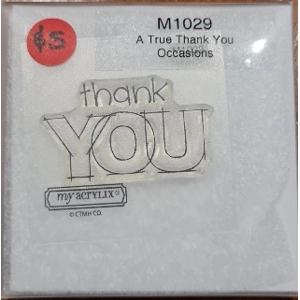 M1029
A True Thank You
Occasions
$5
thank
YOU
my ACRYLIX®
© CTMH CO.